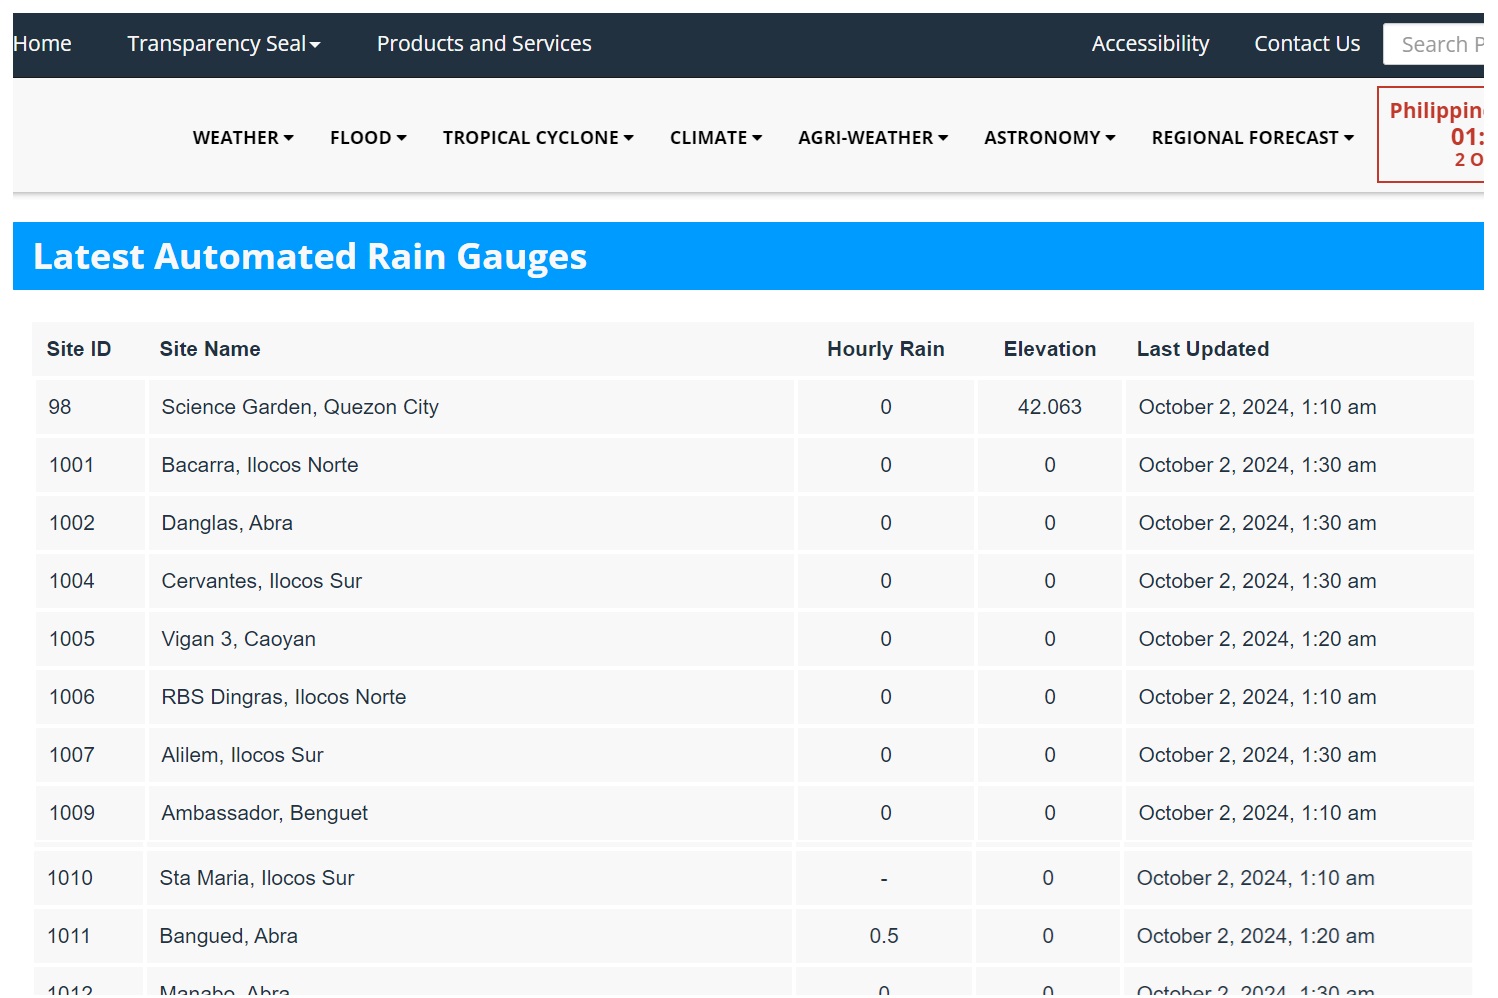 Home Transparency Seal Products and Services Accessibility Contact Us Search P
WEATHER FLOOD TROPICAL CYCLONE CLIMATE AGRI-WEATHER ASTRONOMY REGIONAL FORECAST
Philippin
01:
2 O
Latest Automated Rain Gauges
Site ID Site Name Hourly Rain Elevation Last Updated
98 Science Garden, Quezon City 0 42.063 October 2, 2024, 1:10 am
1001 Bacarra, Ilocos Norte 0 0 October 2, 2024, 1:30 am
1002 Danglas, Abra 0 0 October 2, 2024, 1:30 am
1004 Cervantes, Ilocos Sur 0 0 October 2, 2024, 1:30 am
1005 Vigan 3, Caoyan 0 0 October 2, 2024, 1:20 am
1006 RBS Dingras, Ilocos Norte 0 0 October 2, 2024, 1:10 am
1007 Alilem, Ilocos Sur 0 0 October 2, 2024, 1:30 am
1009 Ambassador, Benguet 0 0 October 2, 2024, 1:10 am
1010 Sta Maria, Ilocos Sur - 0 October 2, 2024, 1:10 am
1011 Bangued, Abra 0.5 0 October 2, 2024, 1:20 am
1012 Manabo, Abra 0 0 October 2, 2024, 1:30 am